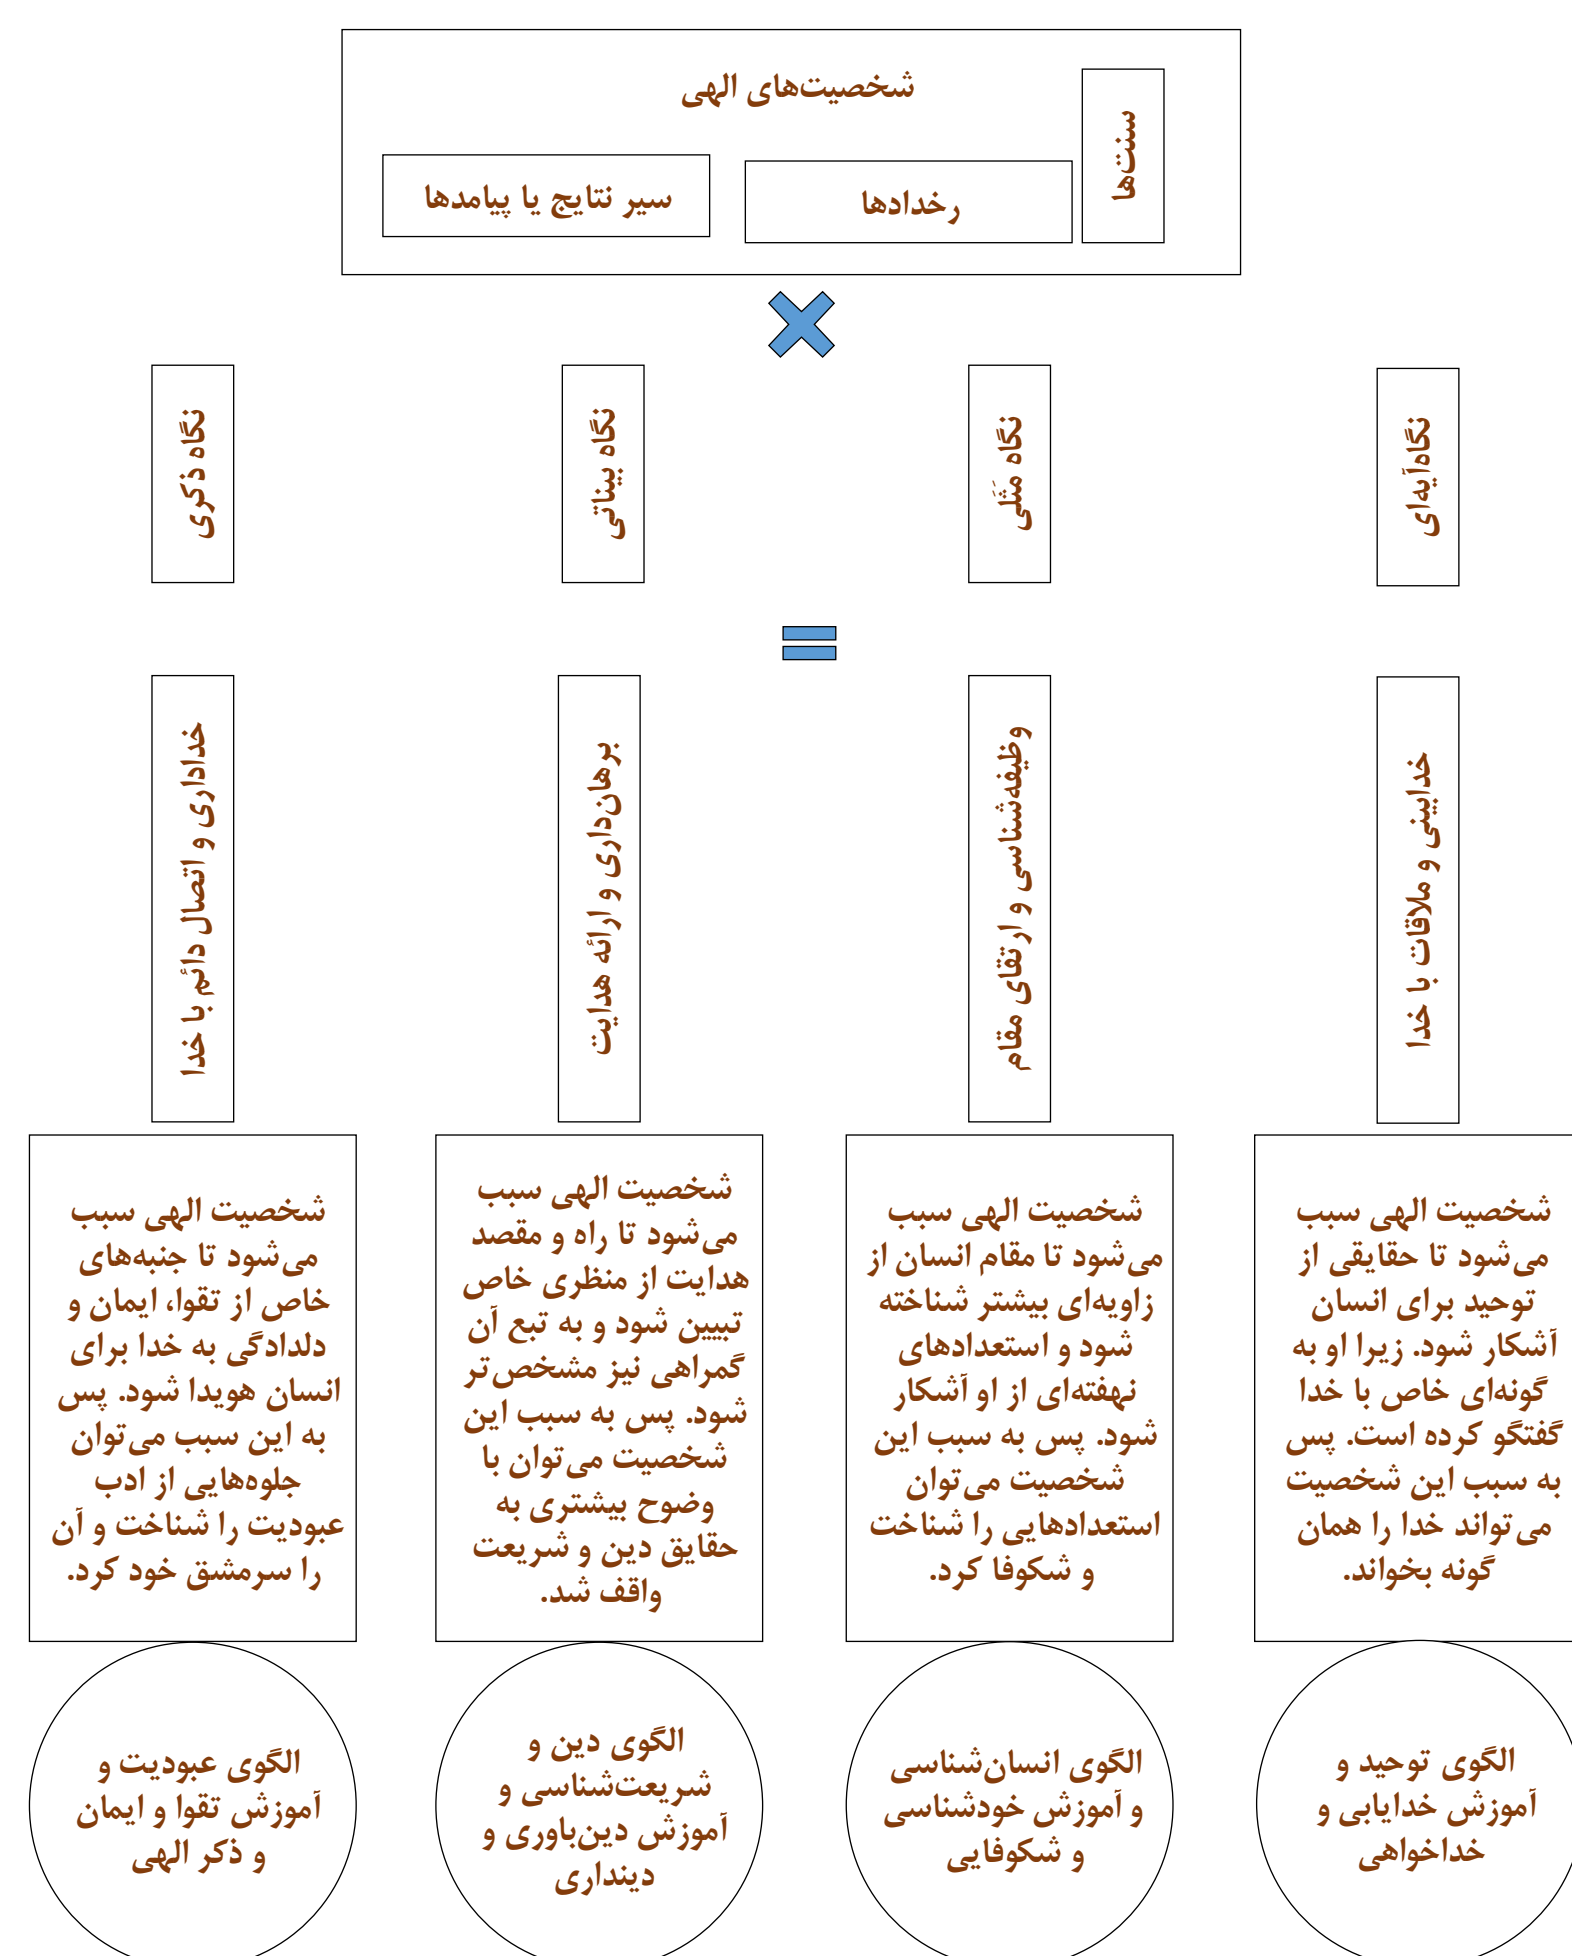 شخصیت‌های الهی
سنت‌ها
رخدادها
سیر نتایج یا پیامدها
نگاه‌آیه‌ای
نگاه مَثَلی
نگاه بیناتی
نگاه ذکری
خدابینی و ملاقات با خدا
وظیفه‌شناسی و ارتقای مقام
برهان‌داری و ارائه هدایت
خداداری و اتصال دائم با خدا
شخصیت الهی سبب
می‌شود تا حقایقی از
توحید برای انسان
آشکار شود. زیرا او به
گونه‌ای خاص با خدا
گفتگو کرده است. پس
به سبب این شخصیت
می‌تواند خدا را همان
گونه بخواند.
شخصیت الهی سبب
می‌شود تا مقام انسان از
زاویه‌ای بیشتر شناخته
شود و استعدادهای
نهفته‌ای از او آشکار
شود. پس به سبب این
شخصیت می‌توان
استعدادهایی را شناخت
و شکوفا کرد.
شخصیت الهی سبب
می‌شود تا راه و مقصد
هدایت از منظری خاص
تبیین شود و به تبع آن
گمراهی نیز مشخص‌تر
شود. پس به سبب این
شخصیت می‌توان با
وضوح بیشتری به
حقایق دین و شریعت
واقف شد.
شخصیت الهی سبب
می‌شود تا جنبه‌های
خاص از تقوا، ایمان و
دلدادگی به خدا برای
انسان هویدا شود. پس
به این سبب می‌توان
جلوه‌هایی از ادب
عبودیت را شناخت و آن
را سرمشق خود کرد.
الگوی توحید و
آموزش خدایابی و
خداخواهی
الگوی انسان‌شناسی
و آموزش خودشناسی
و شکوفایی
الگوی دین و
شریعت‌شناسی و
آموزش دین‌باوری و
دینداری
الگوی عبودیت و
آموزش تقوا و ایمان
و ذکر الهی